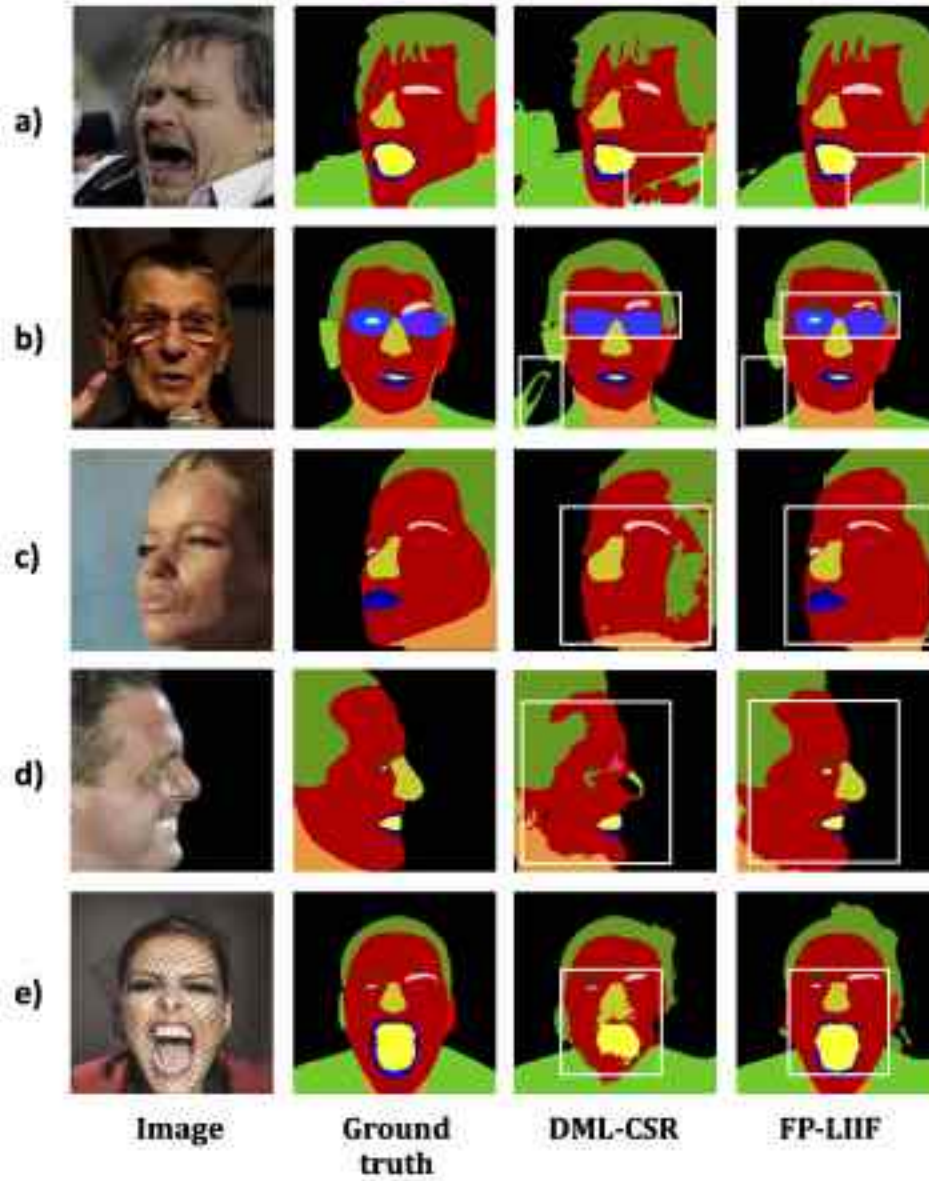 a)
b)
c)
d)
e)
Image
Ground
truth
DML-CSR
FP-LIIF